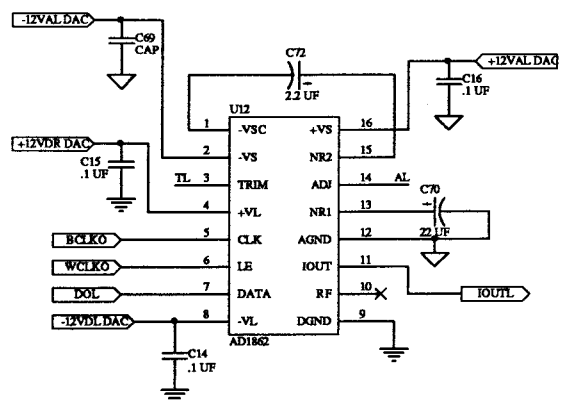 -12VAL DAC
C69
CAP
C72
2.2 UF
+12VAL DAC
C16
.1 UF
U12
+12VDR DAC
C15
.1 UF
1 -VSC +VS 16
2 -VS NR2 15
TL 3 TRIM ADJ 14 AL
4 +VL NR1 13
C70
22 UF
BCLKO 5 CLK AGND 12
WCLKO 6 LE IOUT 11
DOL 7 DATA RF 10 IOUTL
-12VDL DAC 8 -VL DGND 9
AD1862
C14
.1 UF